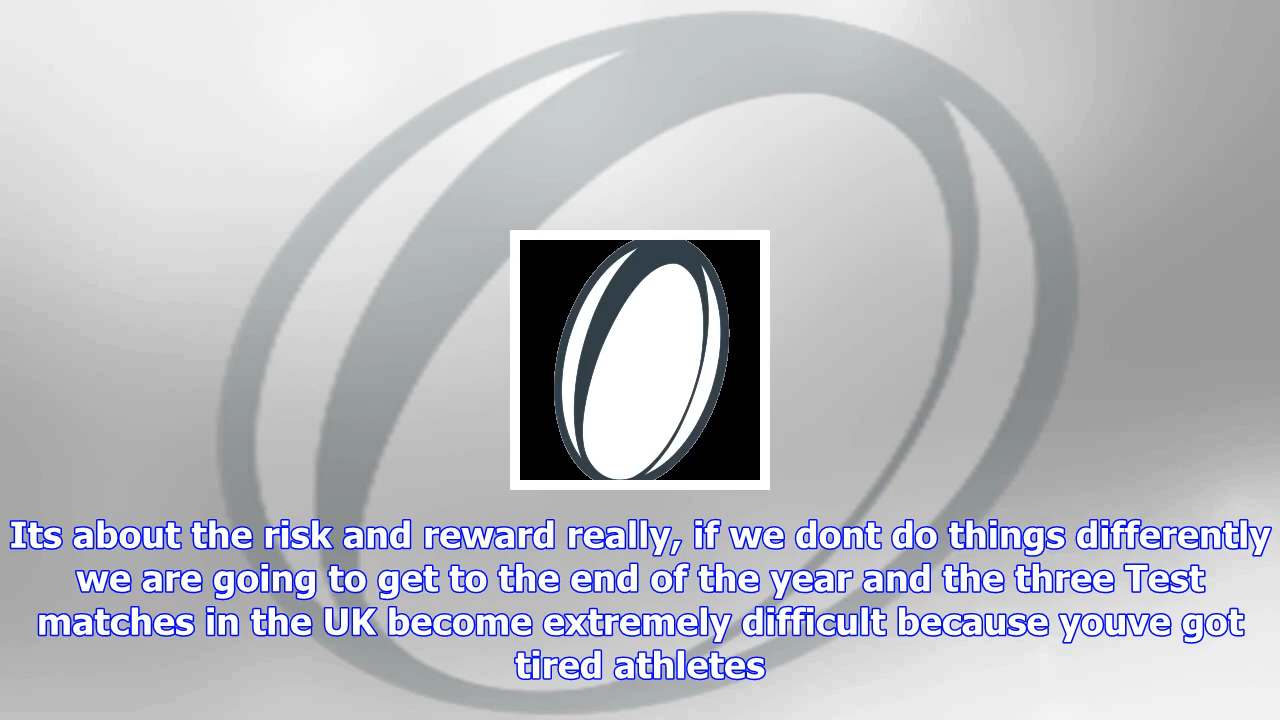 Its about the risk and reward really, if we dont do things differently
we are going to get to the end of the year and the three Test
matches in the UK become extremely difficult because youve got
tired athletes